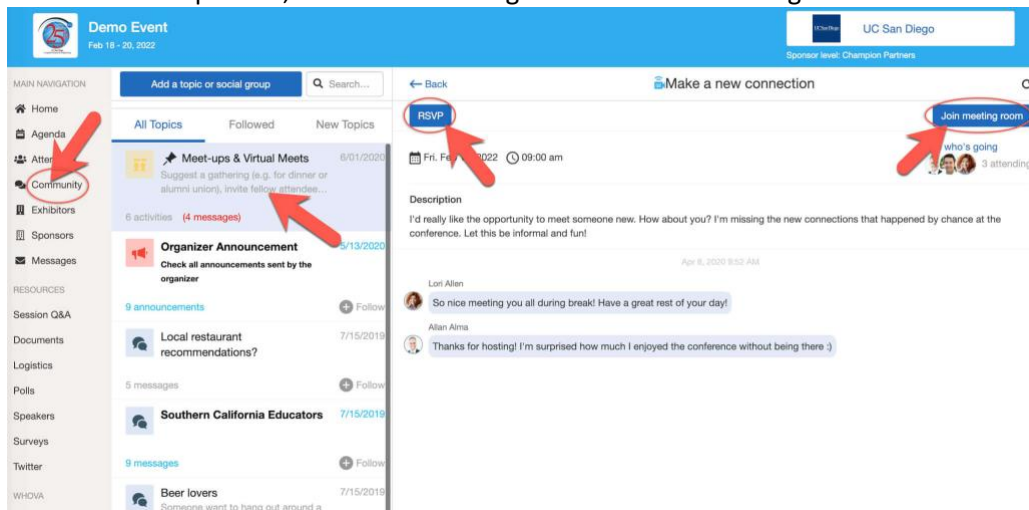 Demo Event
Feb 18 - 20, 2022
UC San Diego
UC San Diego
Sponsor level: Champion Partners
MAIN NAVIGATION
Home
Agenda
Community
Exhibitors
Sponsors
Messages
RESOURCES
Session Q&A
Documents
Logistics
Polls
Speakers
Surveys
Twitter
WHOVA
Add a topic or social group
Search...
All Topics Followed New Topics
Meet-ups & Virtual Meets 6/01/2020
Suggest a gathering (e.g. for dinner or
alumni union), invite fellow attendee...
6 activities (4 messages)
Organizer Announcement 5/13/2020
Check all announcements sent by the
organizer
9 announcements Follow
Local restaurant 7/15/2019
recommendations?
5 messages Follow
Southern California Educators 7/15/2019
9 messages Follow
Beer lovers 7/15/2019
Someone want to hang out around a
← Back
Make a new connection
RSVP
Join meeting room
Fri. 2022 09:00 am
who's going
3 attending
Description
I'd really like the opportunity to meet someone new. How about you? I'm missing the new connections that happened by chance at the
conference. Let this be informal and fun!
Apr 8, 2020 8:52 AM
Lori Allen
So nice meeting you all during break! Have a great rest of your day!
Allan Alma
Thanks for hosting! I'm surprised how much I enjoyed the conference without being there :)